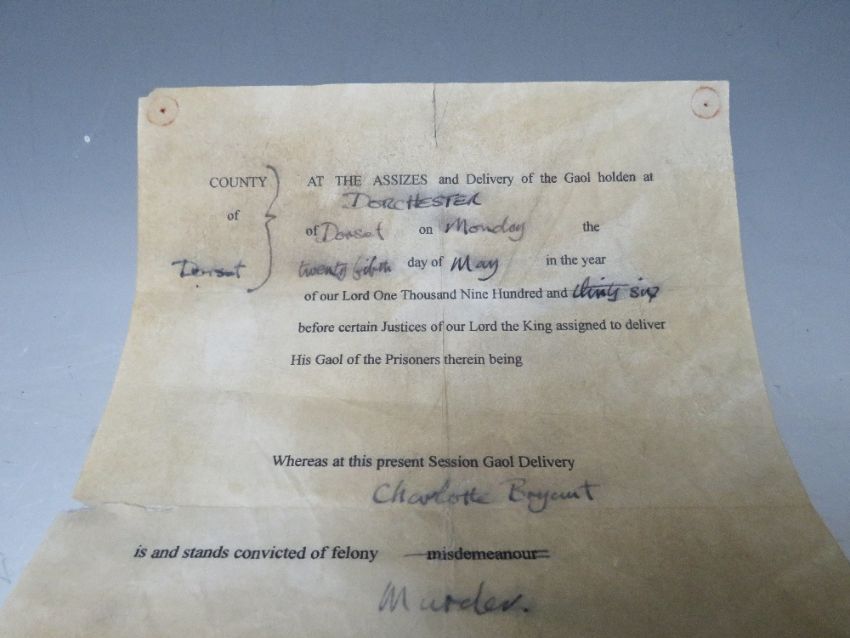 COUNTY AT THE ASSIZES and Delivery of the Gaol holden at
DORCHESTER
of
of Dorset on Monday the
Dorset twenty fifth day of May in the year
of our Lord One Thousand Nine Hundred and thirty six
before certain Justices of our Lord the King assigned to deliver
His Gaol of the Prisoners therein being
Whereas at this present Session Gaol Delivery
Charlotte Bryant
is and stands convicted of felony misdemeanour
Murder.